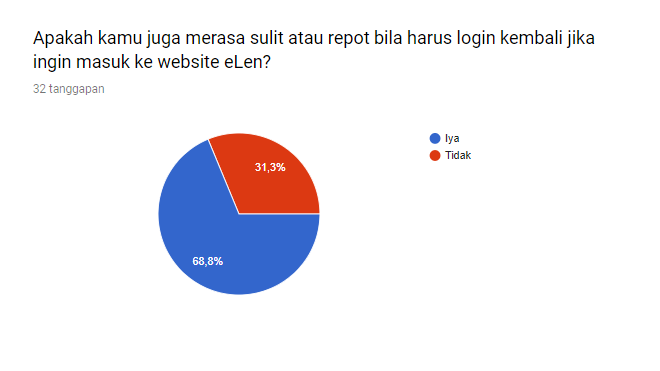 Apakah kamu juga merasa sulit atau repot bila harus login kembali jika
ingin masuk ke website eLen?
32 tanggapan
Iya
Tidak
31,3%
68,8%